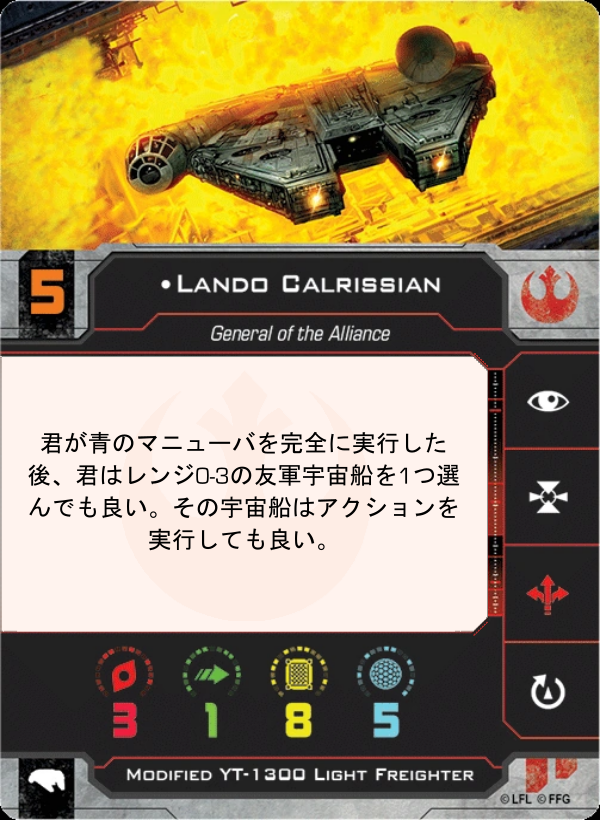 5
•Lando Calrissian
General of the Alliance
君が青のマニューバを完全に実行した
後、君はレンジ0-3の友軍宇宙船を1つ選
んでも良い。その宇宙船はアクションを
実行しても良い。
3 1 8 5
Modified YT-1300 Light Freighter
©LFL ©FFG